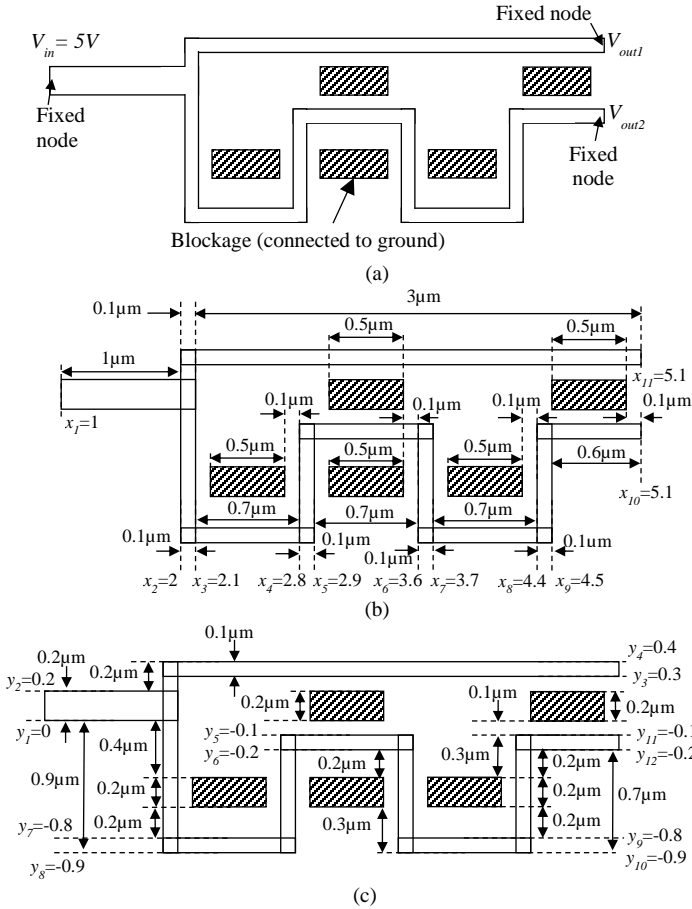 Fixed node
V_in = 5V
V_out1
Fixed node
V_out2
Fixed node
Blockage (connected to ground)
(a)
0.1μm
3μm
0.5μm
0.5μm
1μm
x_11=5.1
0.1μm
0.1μm
0.1μm
0.1μm
x_1=1
0.5μm
0.5μm
0.5μm
0.6μm
x_10=5.1
0.7μm
0.7μm
0.7μm
0.1μm
0.1μm
0.1μm
0.1μm
x_2=2
x_3=2.1
x_4=2.8
x_5=2.9
x_6=3.6
x_7=3.7
x_8=4.4
x_9=4.5
(b)
0.1μm
y_4=0.4
0.2μm
0.2μm
y_3=0.3
y_2=0.2
0.2μm
0.1μm
0.2μm
y_1=0
y_5=-0.1
y_11=-0.1
0.4μm
y_6=-0.2
0.3μm
y_12=-0.2
0.2μm
0.2μm
0.9μm
0.2μm
0.2μm
0.7μm
y_7=-0.8
0.2μm
0.3μm
0.2μm
y_9=-0.8
y_8=-0.9
y_10=-0.9
(c)